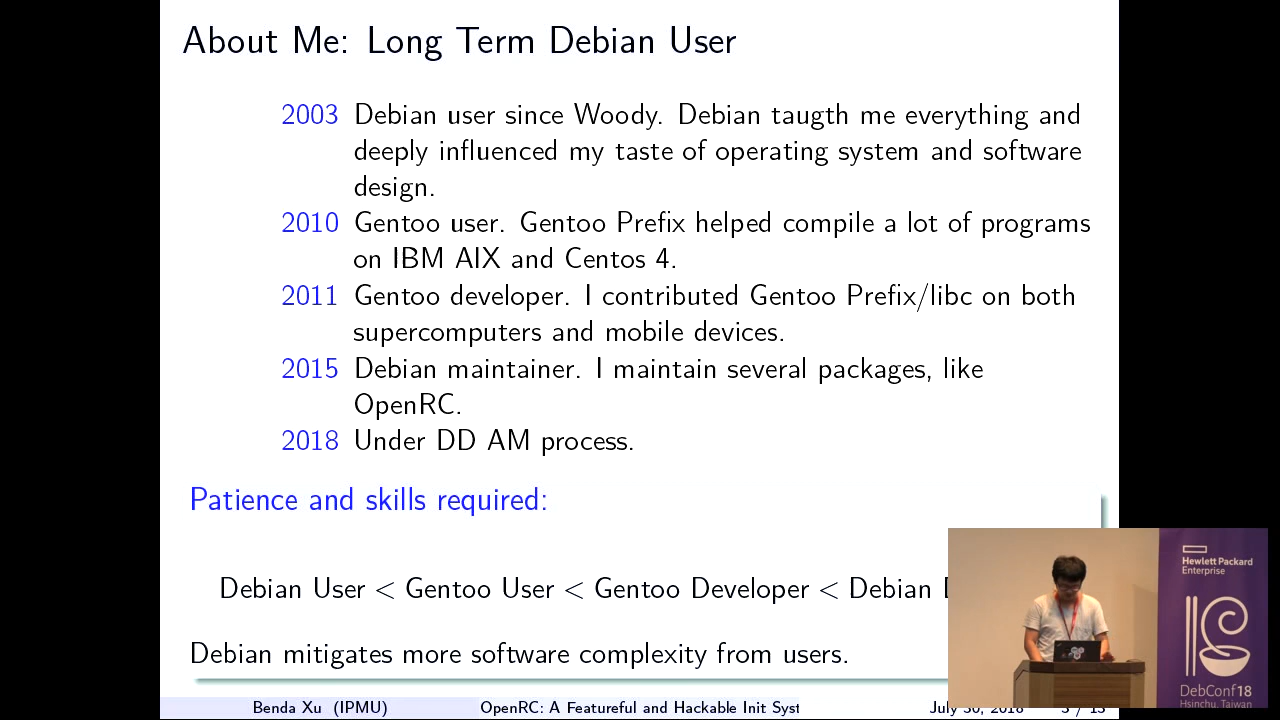 About Me: Long Term Debian User
2003 Debian user since Woody. Debian taugth me everything and
deeply influenced my taste of operating system and software
design.
2010 Gentoo user. Gentoo Prefix helped compile a lot of programs
on IBM AIX and Centos 4.
2011 Gentoo developer. I contributed Gentoo Prefix/libc on both
supercomputers and mobile devices.
2015 Debian maintainer. I maintain several packages, like
OpenRC.
2018 Under DD AM process.
Patience and skills required:
Debian User < Gentoo User < Gentoo Developer < Debian
Debian mitigates more software complexity from users.
Hewlett Packard
Enterprise
DebConf18
Hsinchu, Taiwan
Benda Xu (IPMU) OpenRC: A Featureful and Hackable Init Syst July 30, 2018 3 / 13